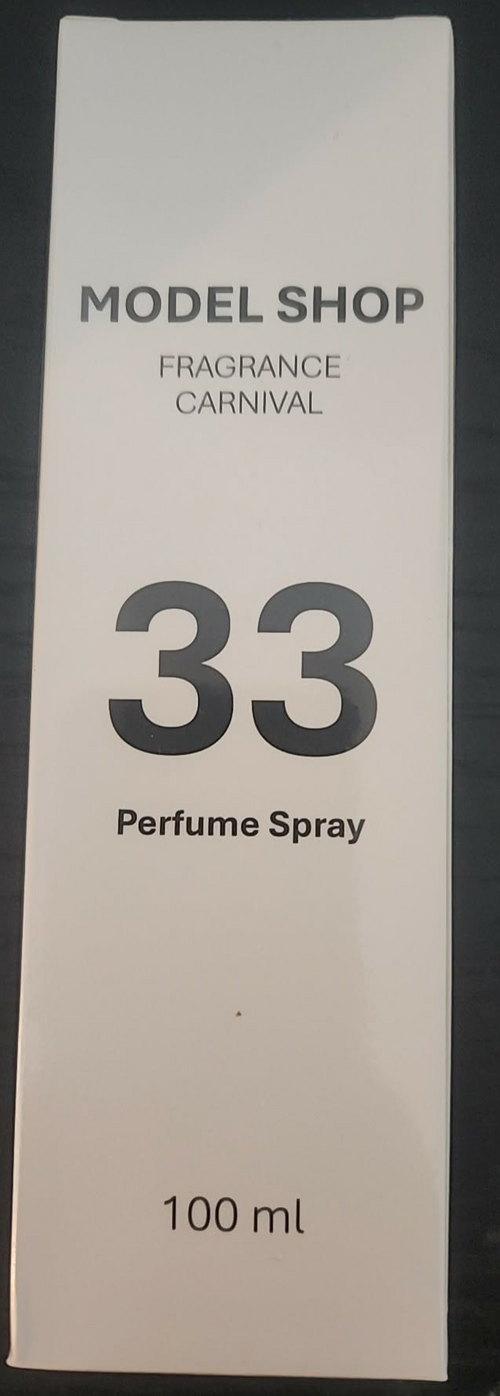 MODEL SHOP
FRAGRANCE
CARNIVAL
33
Perfume Spray
100 ml